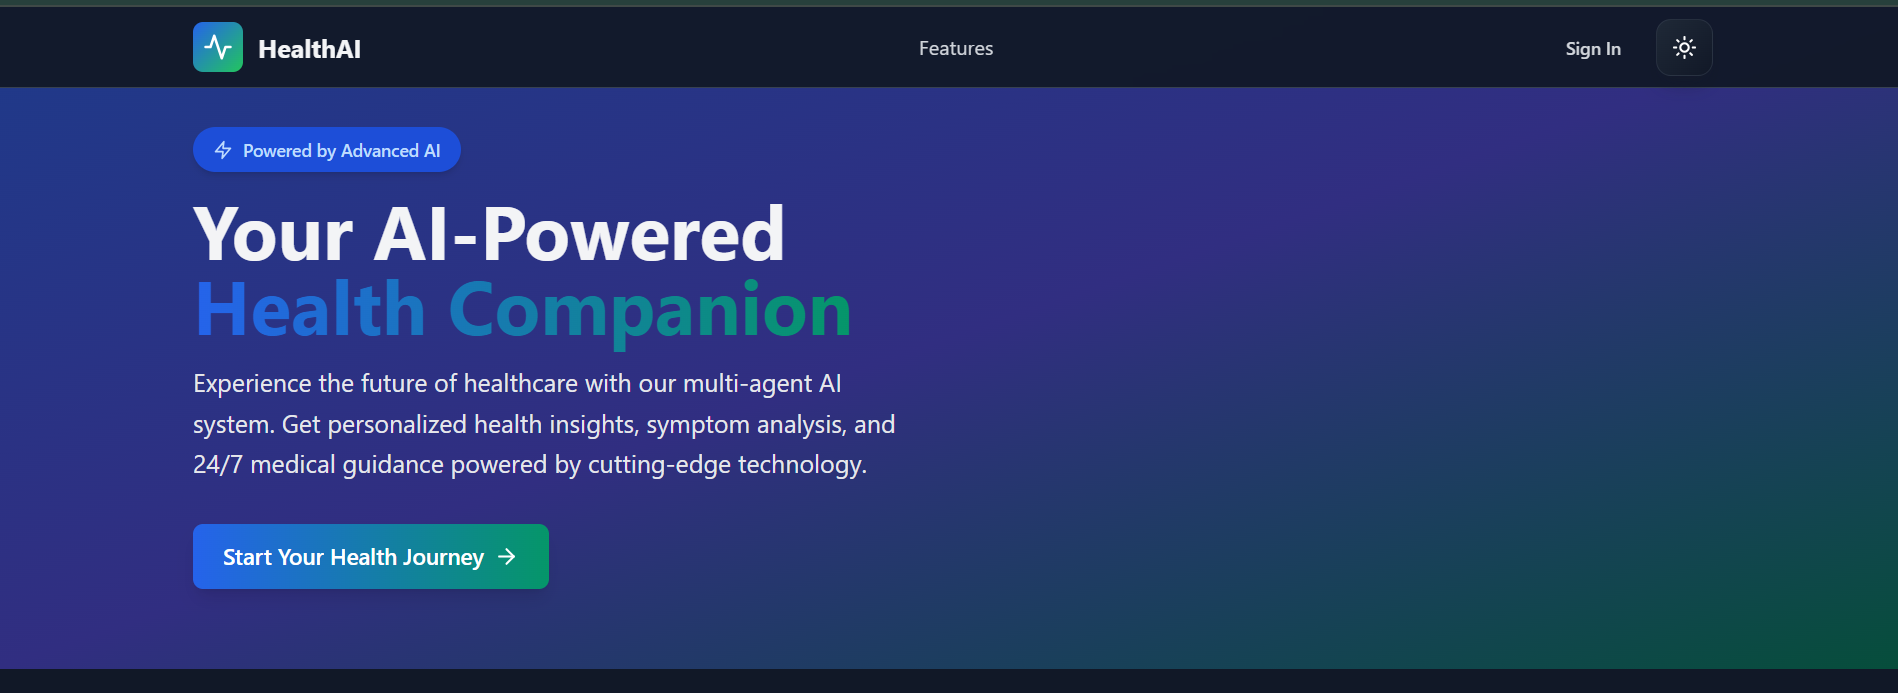 HealthAI
Features
Sign In
Powered by Advanced AI
Your AI-Powered
Health Companion
Experience the future of healthcare with our multi-agent AI
system. Get personalized health insights, symptom analysis, and
24/7 medical guidance powered by cutting-edge technology.
Start Your Health Journey →